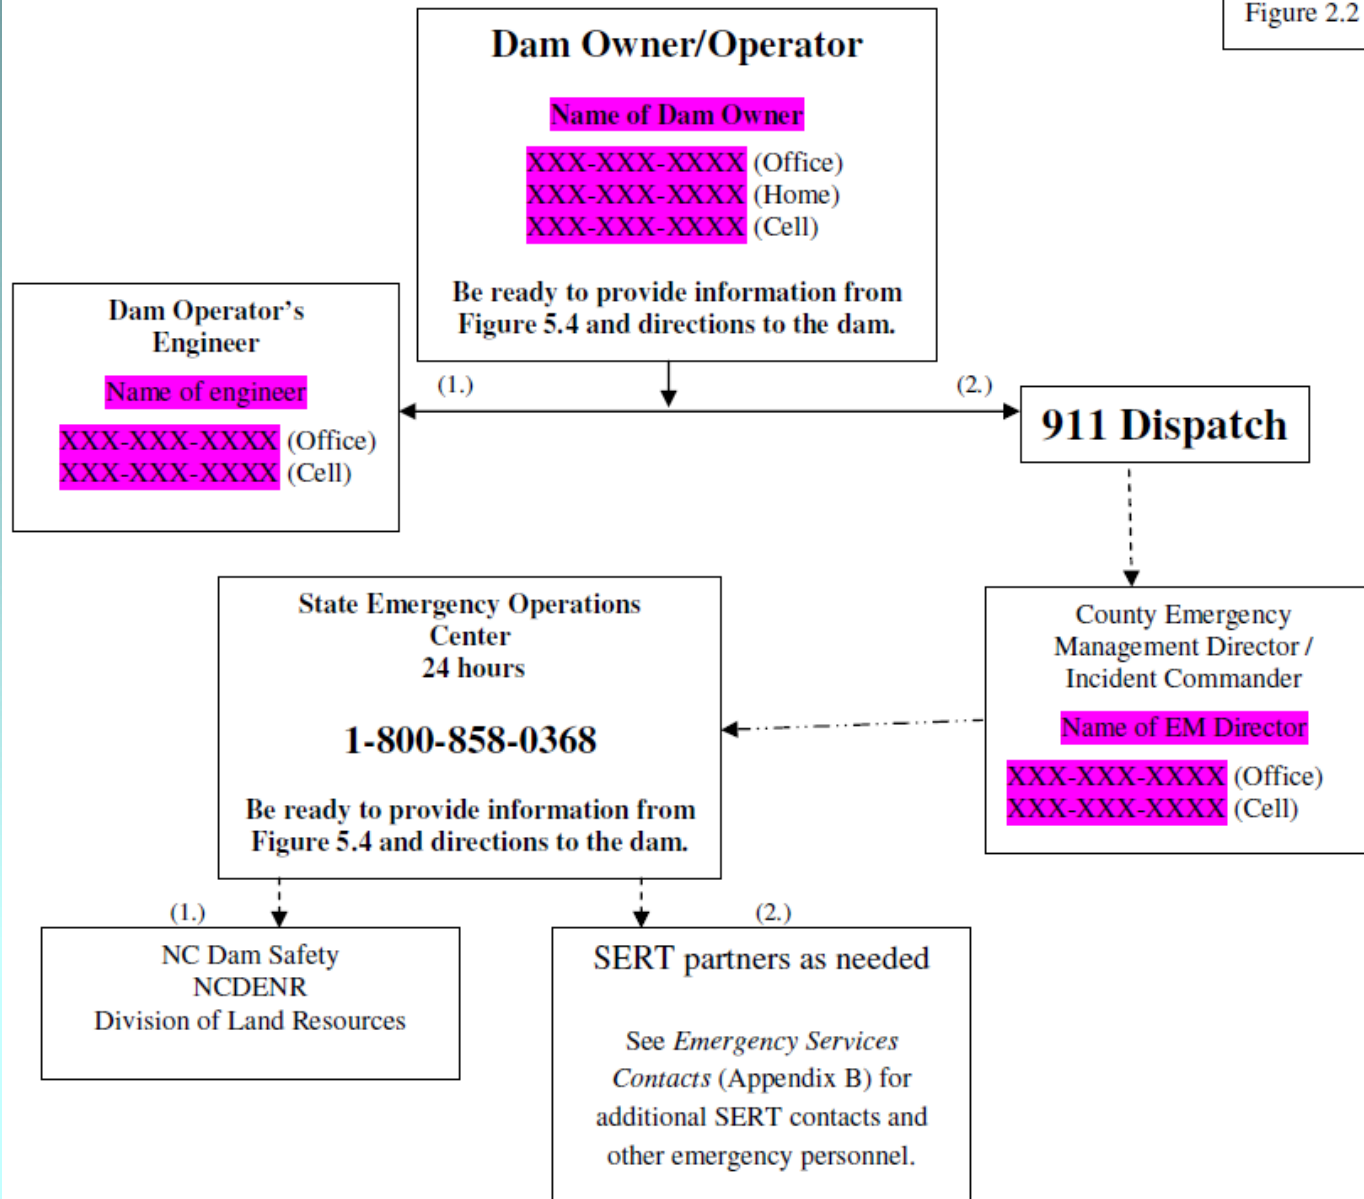 Figure 2.2
Dam Owner/Operator
Name of Dam Owner
XXX-XXX-XXXX (Office)
XXX-XXX-XXXX (Home)
XXX-XXX-XXXX (Cell)
Be ready to provide information from
Figure 5.4 and directions to the dam.
Dam Operator's
Engineer
Name of engineer
XXX-XXX-XXXX (Office)
XXX-XXX-XXXX (Cell)
(1.)
(2.)
911 Dispatch
County Emergency
Management Director /
Incident Commander
Name of EM Director
XXX-XXX-XXXX (Office)
XXX-XXX-XXXX (Cell)
State Emergency Operations
Center
24 hours
1-800-858-0368
Be ready to provide information from
Figure 5.4 and directions to the dam.
(1.)
(2.)
NC Dam Safety
NCDENR
Division of Land Resources
SERT partners as needed
See Emergency Services
Contacts (Appendix B) for
additional SERT contacts and
other emergency personnel.